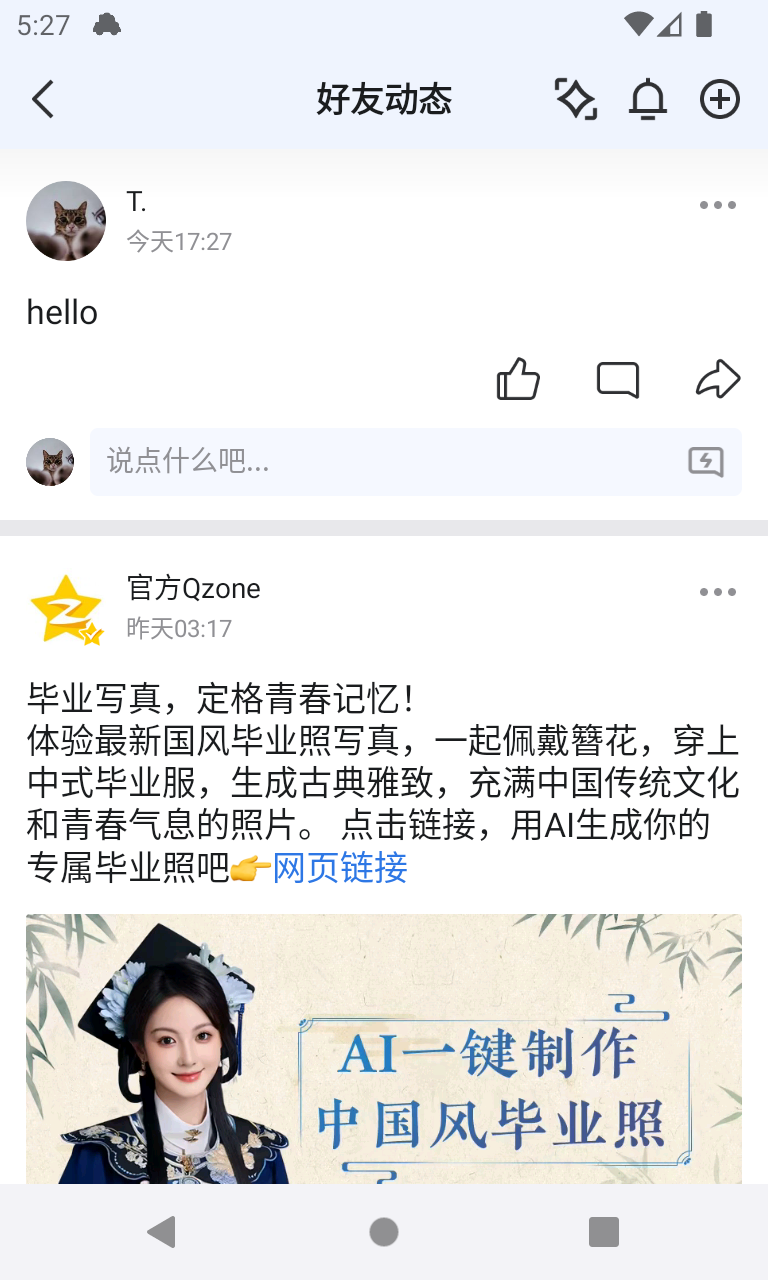 5:27
好友动态
T.
今天17:27
hello
说点什么吧...
官方Qzone
昨天03:17
毕业写真，定格青春记忆！
体验最新国风毕业照写真，一起佩戴簪花，穿上
中式毕业服，生成古典雅致，充满中国传统文化
和青春气息的照片。 点击链接，用AI生成你的
专属毕业照吧👉网页链接
AI一键制作
中国风毕业照